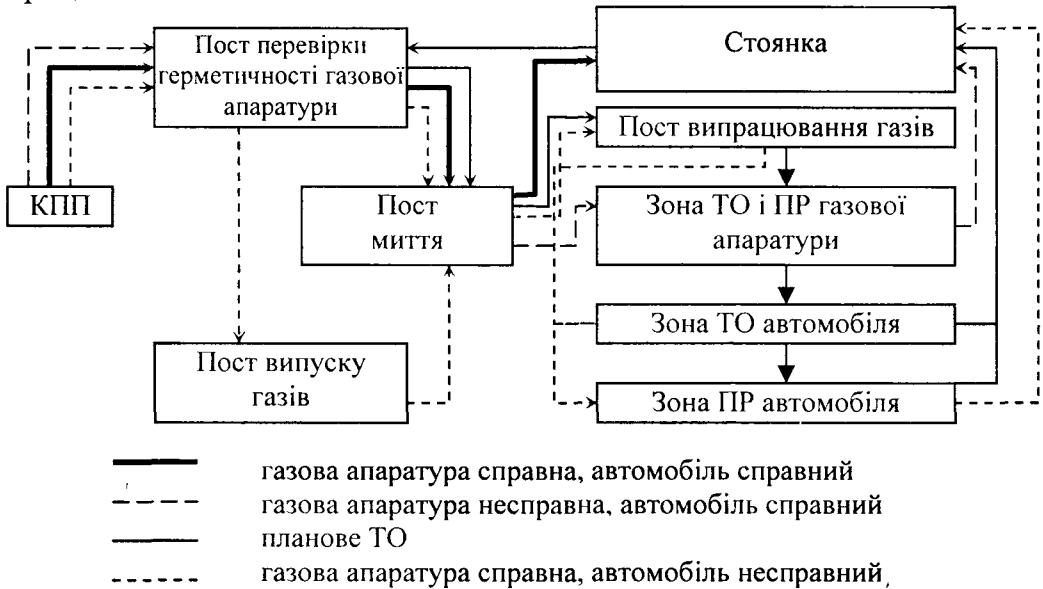 Пост перевірки
герметичності газової
апаратури
Стоянка
Пост випрацювання газів
КПП
Пост
миття
Зона ТО і ПР газової
апаратури
Зона ТО автомобіля
Пост випуску
газів
Зона ПР автомобіля
газова апаратура справна, автомобіль справний
газова апаратура несправна, автомобіль справний
планове ТО
газова апаратура справна, автомобіль несправний,